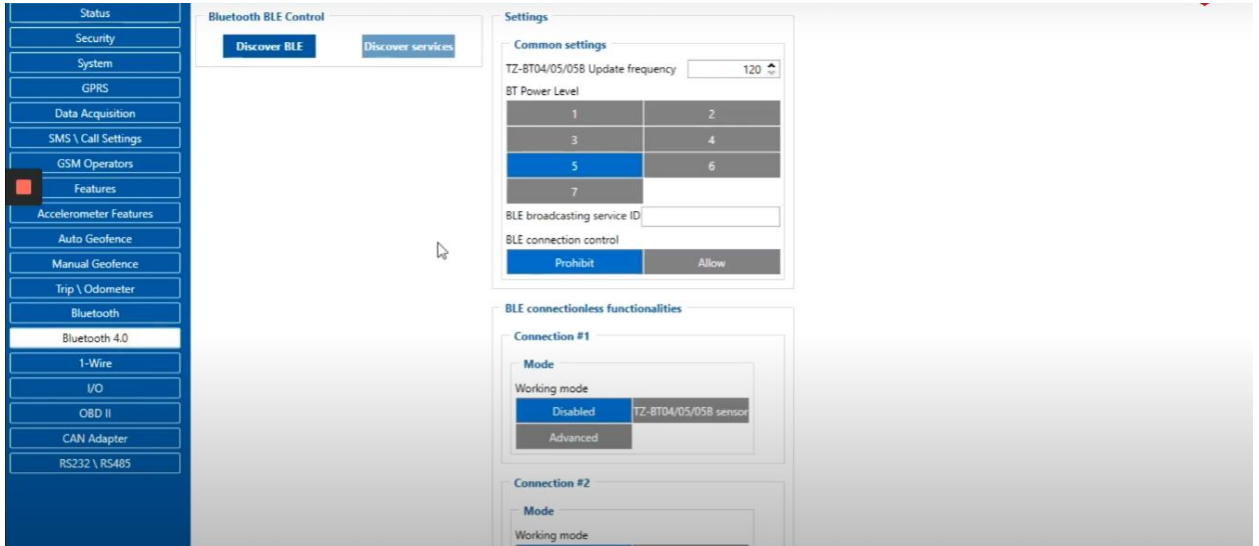 Status
Security
System
GPRS
Data Acquisition
SMS \ Call Settings
GSM Operators
Features
Accelerometer Features
Auto Geofence
Manual Geofence
Trip \ Odometer
Bluetooth
Bluetooth 4.0
1-Wire
I/O
OBD II
CAN Adapter
RS232 \ RS485
Bluetooth BLE Control
Discover BLE Discover services
Settings
Common settings
TZ-BT04/05/05B Update frequency 120
BT Power Level
1 2
3 4
5 6
7
BLE broadcasting service ID
BLE connection control
Prohibit Allow
BLE connectionless functionalities
Connection #1
Mode
Working mode
Disabled TZ-BT04/05/05B sensor
Advanced
Connection #2
Mode
Working mode